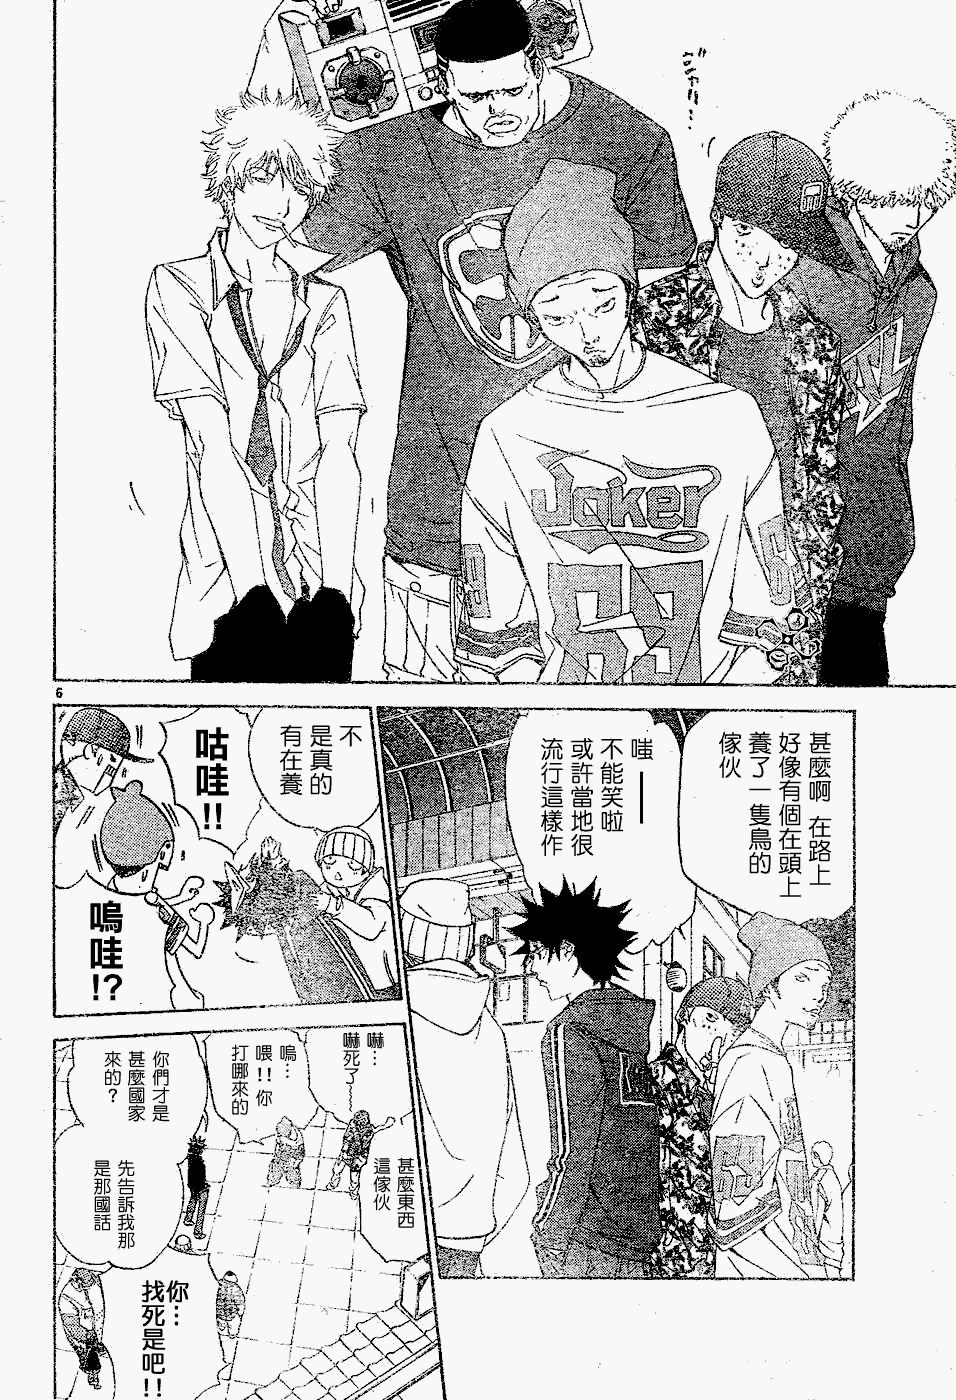 Joker
6
甚麼啊 在路上
好像有個在頭上
養了一隻鳥的
傢伙
嗤——
不能笑啦
或許當地很
流行這樣作
不
是真的
有在養
咕哇!!
嗚哇!?
嚇…
嚇死了~
嗚…
喂!!你
打哪來的
甚麼東西
這傢伙
你們才是
甚麼國家
來的?
先告訴我那
是那國話
你…
找死是吧!!